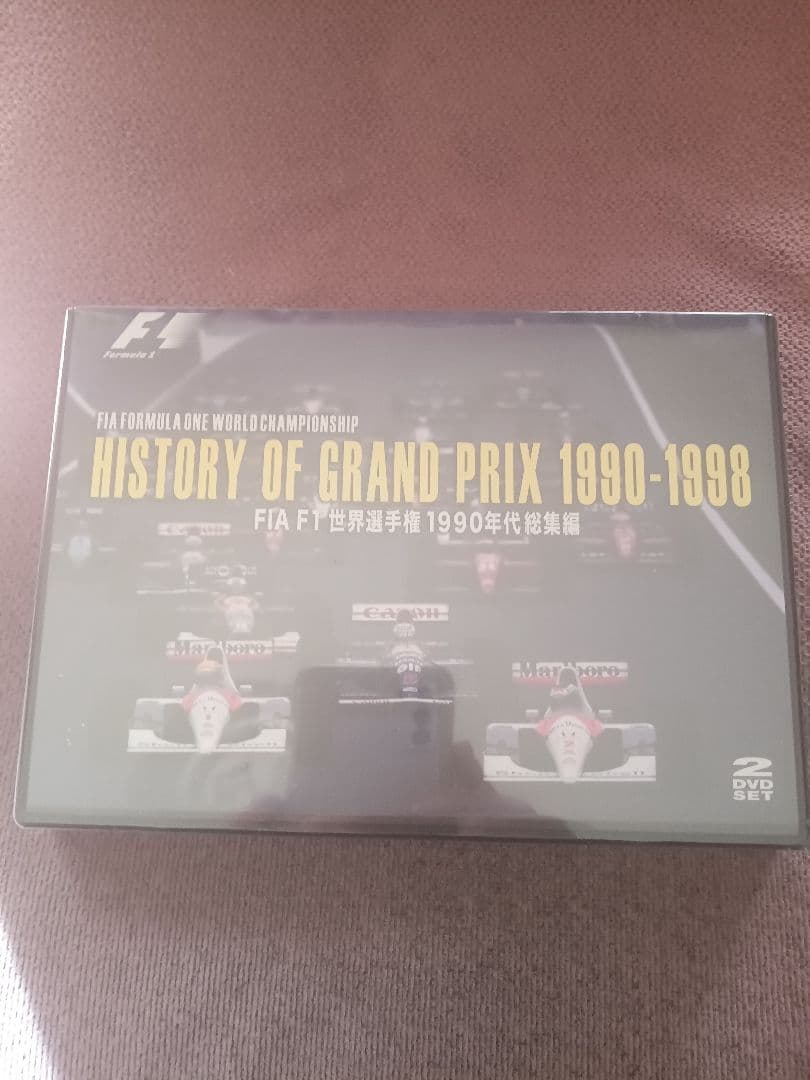 F1
Formula 1
FIA FORMULA ONE WORLD CHAMPIONSHIP
HISTORY OF GRAND PRIX 1990-1998
FIA F1 世界選手権 1990年代 総集編
Canon
Marlboro
Marlboro
2
DVD
SET